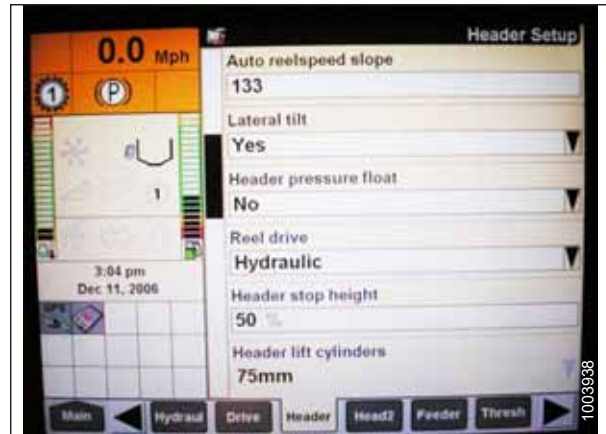 Header Setup
0.0 Mph
1
(P)
1
3:04 pm
Dec 11, 2006
Auto reelspeed slope
133
Lateral tilt
Yes
Header pressure float
No
Reel drive
Hydraulic
Header stop height
50 %
Header lift cylinders
75mm
Main Hydraul Drive Header Head2 Feeder Thresh
1003938